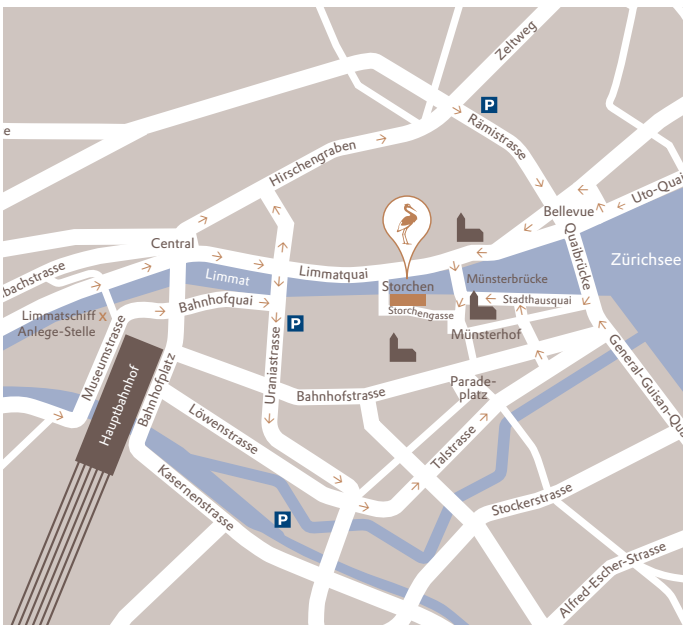 Zeltweg
P
Rämistrasse
e
Hirschengraben
Uto-Quai
Bellevue
Central
Quaibrücke
Zürichsee
Limmat
Limmatquai
Storchen
Münsterbrücke
bachstrasse
Bahnhofquai
Stadthausquai
Storchengasse
Limmatschiff x
Anlege-Stelle
P
Münsterhof
Museumstrasse
Uraniastrasse
General-Guisan-Qua
Hauptbahnhof
Bahnhofplatz
Bahnhofstrasse
Parade-
platz
Löwenstrasse
Talstrasse
Kasernenstrasse
Stockerstrasse
P
Alfred-Escher-Strasse